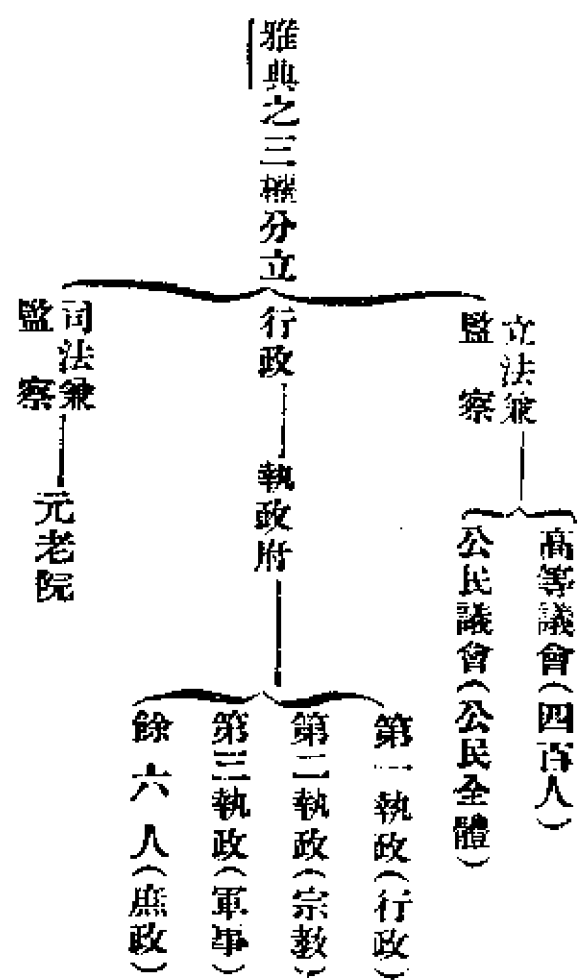 雅典之三權分立
立法兼
監察
高等議會(四百人)
公民議會(公民全體)
行政
執政府
第一執政(行政)
第二執政(宗教)
第三執政(軍事)
餘六人(庶政)
司法兼
監察
元老院